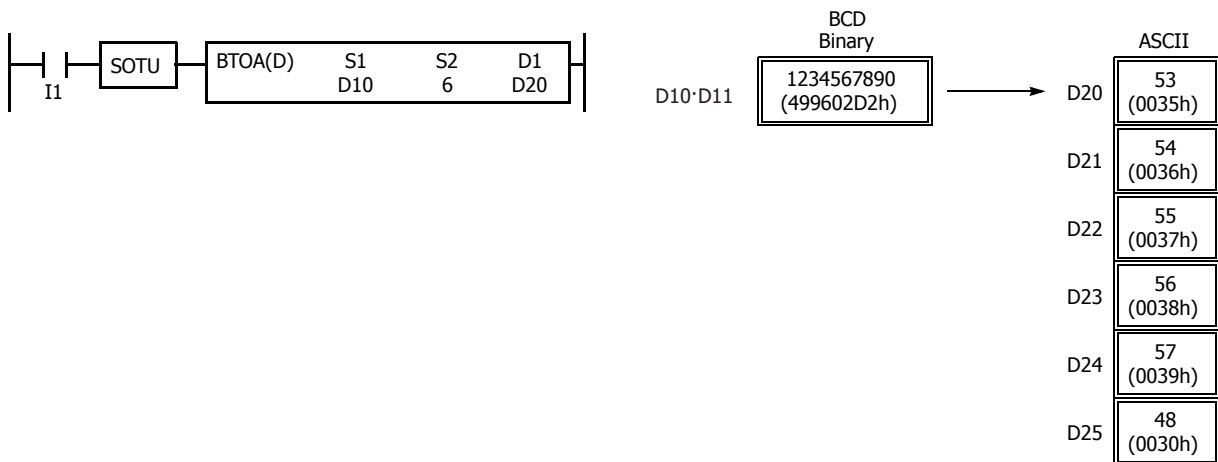 I1
SOTU
BTOA(D) S1 S2 D1
D10 6 D20
BCD
Binary
D10·D11
1234567890
(499602D2h)
ASCII
D20
53
(0035h)
D21
54
(0036h)
D22
55
(0037h)
D23
56
(0038h)
D24
57
(0039h)
D25
48
(0030h)